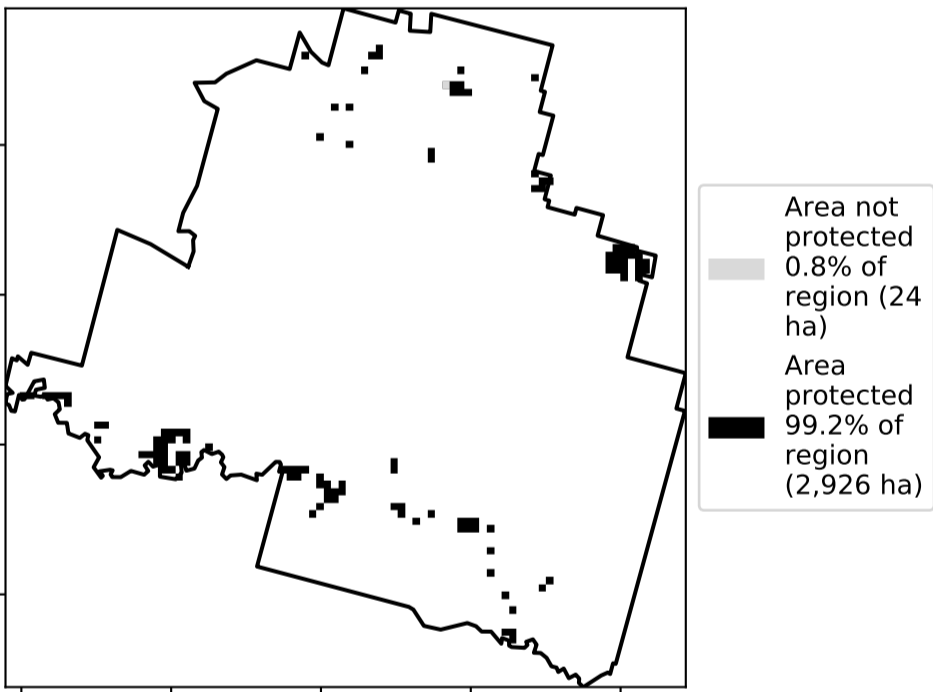 Area not
protected
0.8% of
region (24
ha)
Area
protected
99.2% of
region
(2,926 ha)